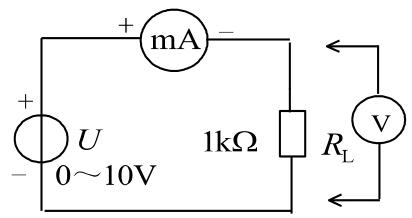 + mA −
+ U
− 0～10V
1kΩ
R_L
V